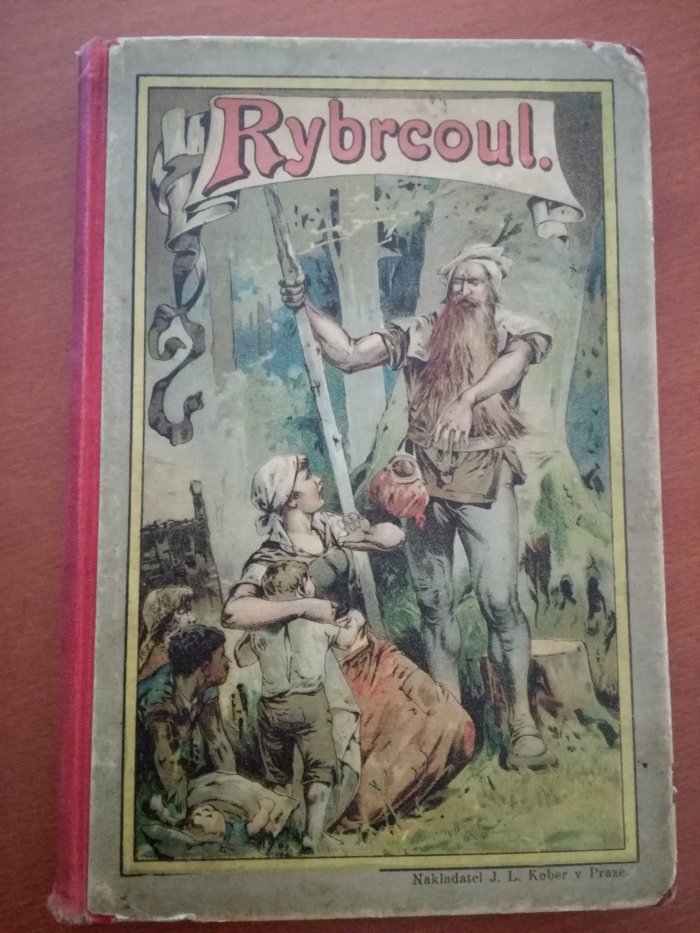 Rybrcoul.
Nakladatel J. L. Kober v Praze